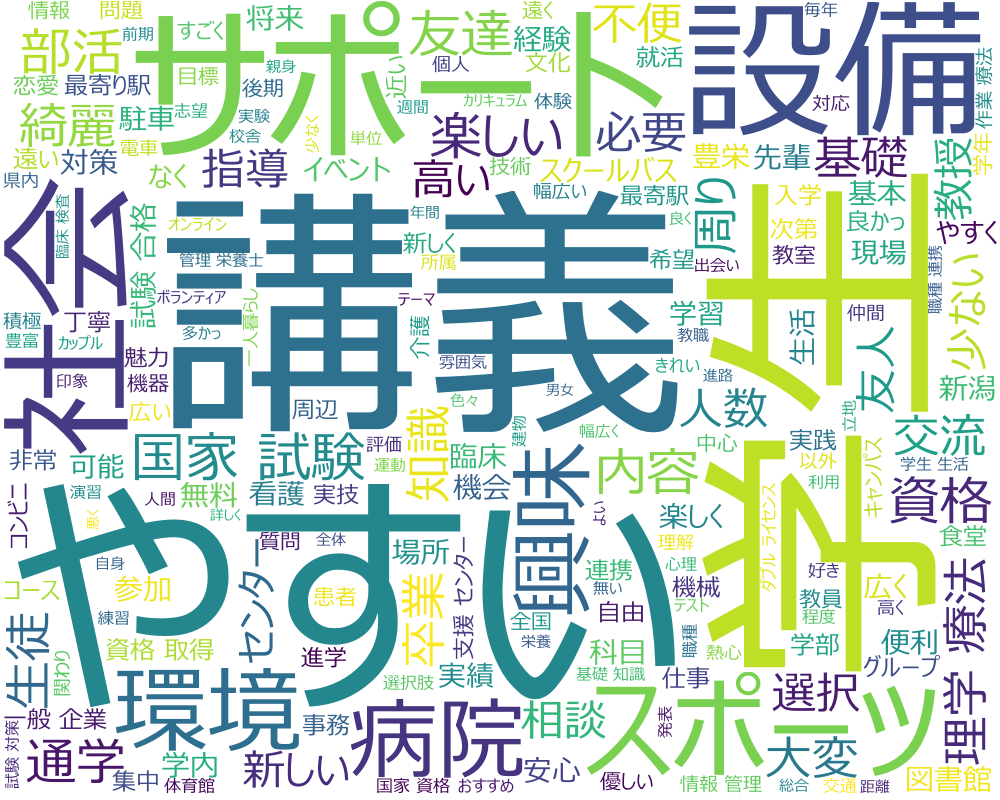 情報
問題
すごく
将来
サポート
友達
遠く
経験
文化
不便
毎年
設備
前期
部活
目標
親身
個人
近い
就活
恋愛
最寄り駅
志望
後期
週間
カリキュラム
体験
対応
作業 療法
綺麗
駐車
実験
校舎
少なく
単位
楽しい
必要
遠い
対策
電車
指導
イベント
技術
スクールバス
豊栄
先輩
基礎
学年
県内
なく
高い
幅広い
最寄駅
周り
入学
基本
教授
社会
臨床 検査
合格
試験
オンライン
講義
年間
良く
次第
良かっ
やすく
管理 栄養士
新しく
所属
希望
出会い
教室
現場
学生
職種 連携
積極
丁寧
ボランティア
テーマ
学習
仲間
少ない
豊富
カップル
多かっ
一人暮らし
介護
雰囲気
教職
きれい
生活
友人
魅力
印象
機器
男女
進路
新潟
広い
周辺
色々
人数
立地
非常
可能
国家 試験
評価
知識
臨床
建物
幅広く
中心
実践
交流
コンビニ
演習
無料
看護
実技
運動
機会
興味
内容
以外
キャンパス
学生 生活
人間
詳しく
利用
資格
悪く
やすい
質問
全体
よい
楽しく
ダブル ライセンス
食堂
自身
センター
場所
理解
コース
参加
患者
卒業
支援 センター
連携
無い
心理
機械
好き
広く
療法
練習
全国
自由
テスト
教員
高く
生徒
資格 取得
栄養
職種
程度
便利
関わり
環境
進学
選択肢
実績
基礎 知識
科目
熱心
学部
グループ
試験 対策
般 企業
事務
病院
相談
仕事
スポーツ
選択
理学
通学
学内
新しい
発表
大変
集中
体育館
国家 資格
おすすめ
安心
優しい
情報 管理
総合
交通
距離
図書館